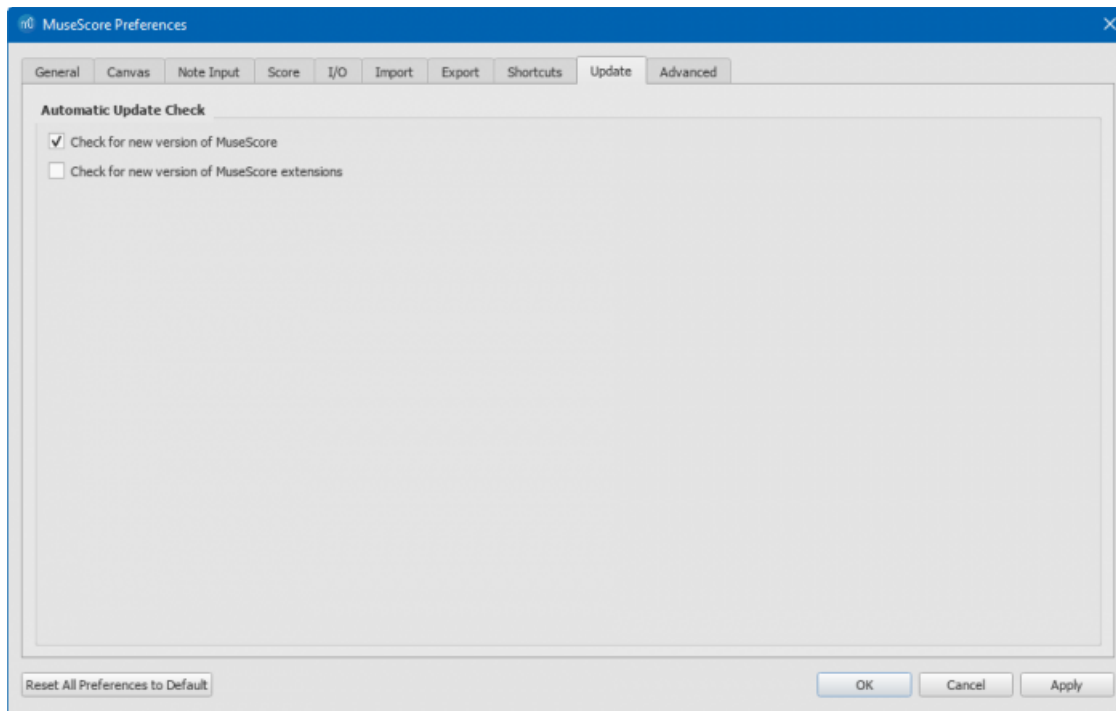 MuseScore Preferences
General Canvas Note Input Score I/O Import Export Shortcuts Update Advanced
Automatic Update Check
Check for new version of MuseScore
Check for new version of MuseScore extensions
Reset All Preferences to Default OK Cancel Apply